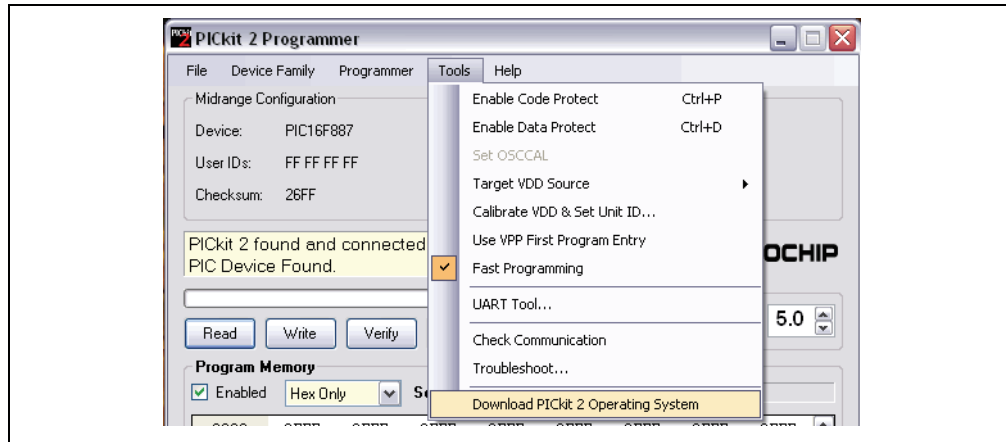 PICkit 2 Programmer
File Device Family Programmer Tools Help
Midrange Configuration
Device: PIC16F887
User IDs: FF FF FF FF
Checksum: 26FF
PICkit 2 found and connected
PIC Device Found.
OCHIP
5.0
Read Write Verify
Program Memory
Enabled Hex Only
Enable Code Protect Ctrl+P
Enable Data Protect Ctrl+D
Set OSCCAL
Target VDD Source
Calibrate VDD & Set Unit ID...
Use VPP First Program Entry
Fast Programming
UART Tool...
Check Communication
Troubleshoot...
Download PICkit 2 Operating System